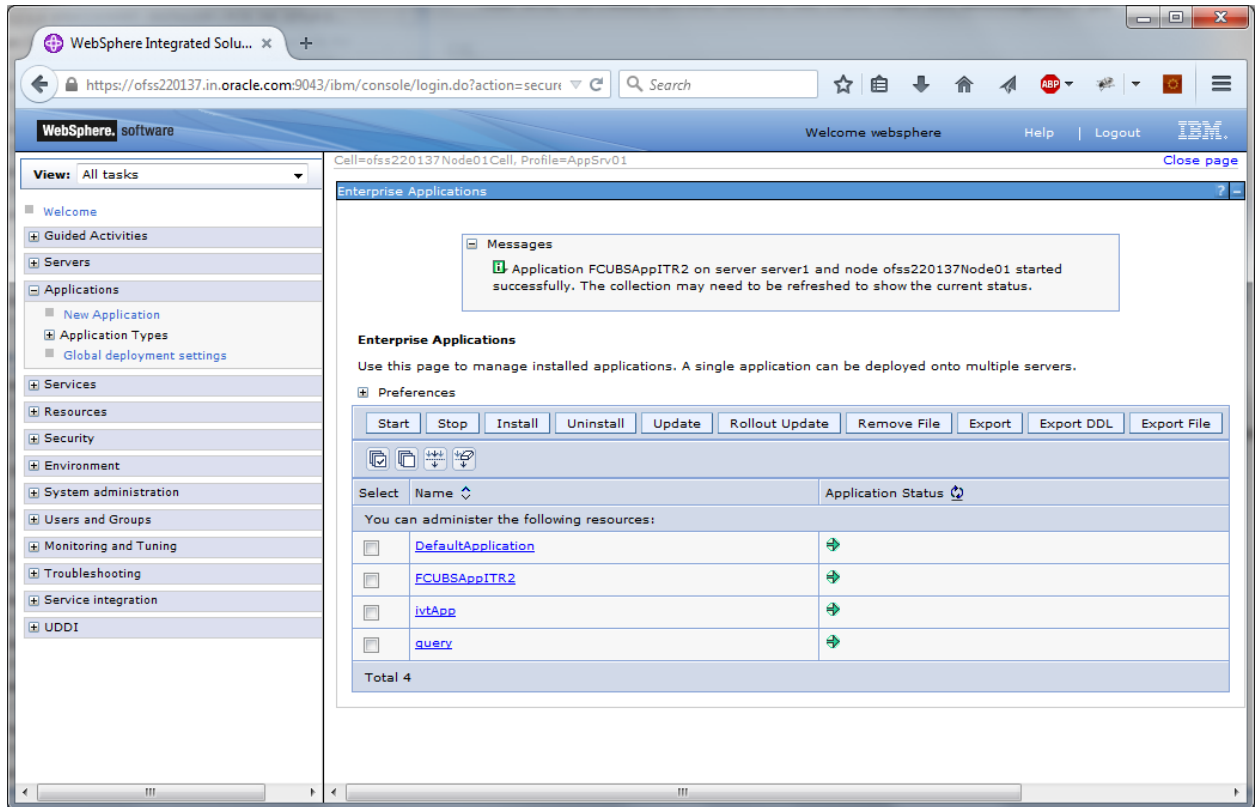 WebSphere Integrated Solu... × +
https://ofss220137.in.oracle.com:9043/ibm/console/login.do?action=secure
Search
ABP
WebSphere. software
Welcome websphere
Help | Logout
IBM.
View: All tasks
Cell=ofss220137Node01Cell, Profile=AppSrv01
Close page
Welcome
Guided Activities
Servers
Applications
New Application
Application Types
Global deployment settings
Services
Resources
Security
Environment
System administration
Users and Groups
Monitoring and Tuning
Troubleshooting
Service integration
UDDI
Enterprise Applications
? -
Messages
Application FCUBSAppITR2 on server server1 and node ofss220137Node01 started
successfully. The collection may need to be refreshed to show the current status.
Enterprise Applications
Use this page to manage installed applications. A single application can be deployed onto multiple servers.
Preferences
Start Stop Install Uninstall Update Rollout Update Remove File Export Export DDL Export File
Select Name Application Status
You can administer the following resources:
DefaultApplication
FCUBSAppITR2
ivtApp
query
Total 4